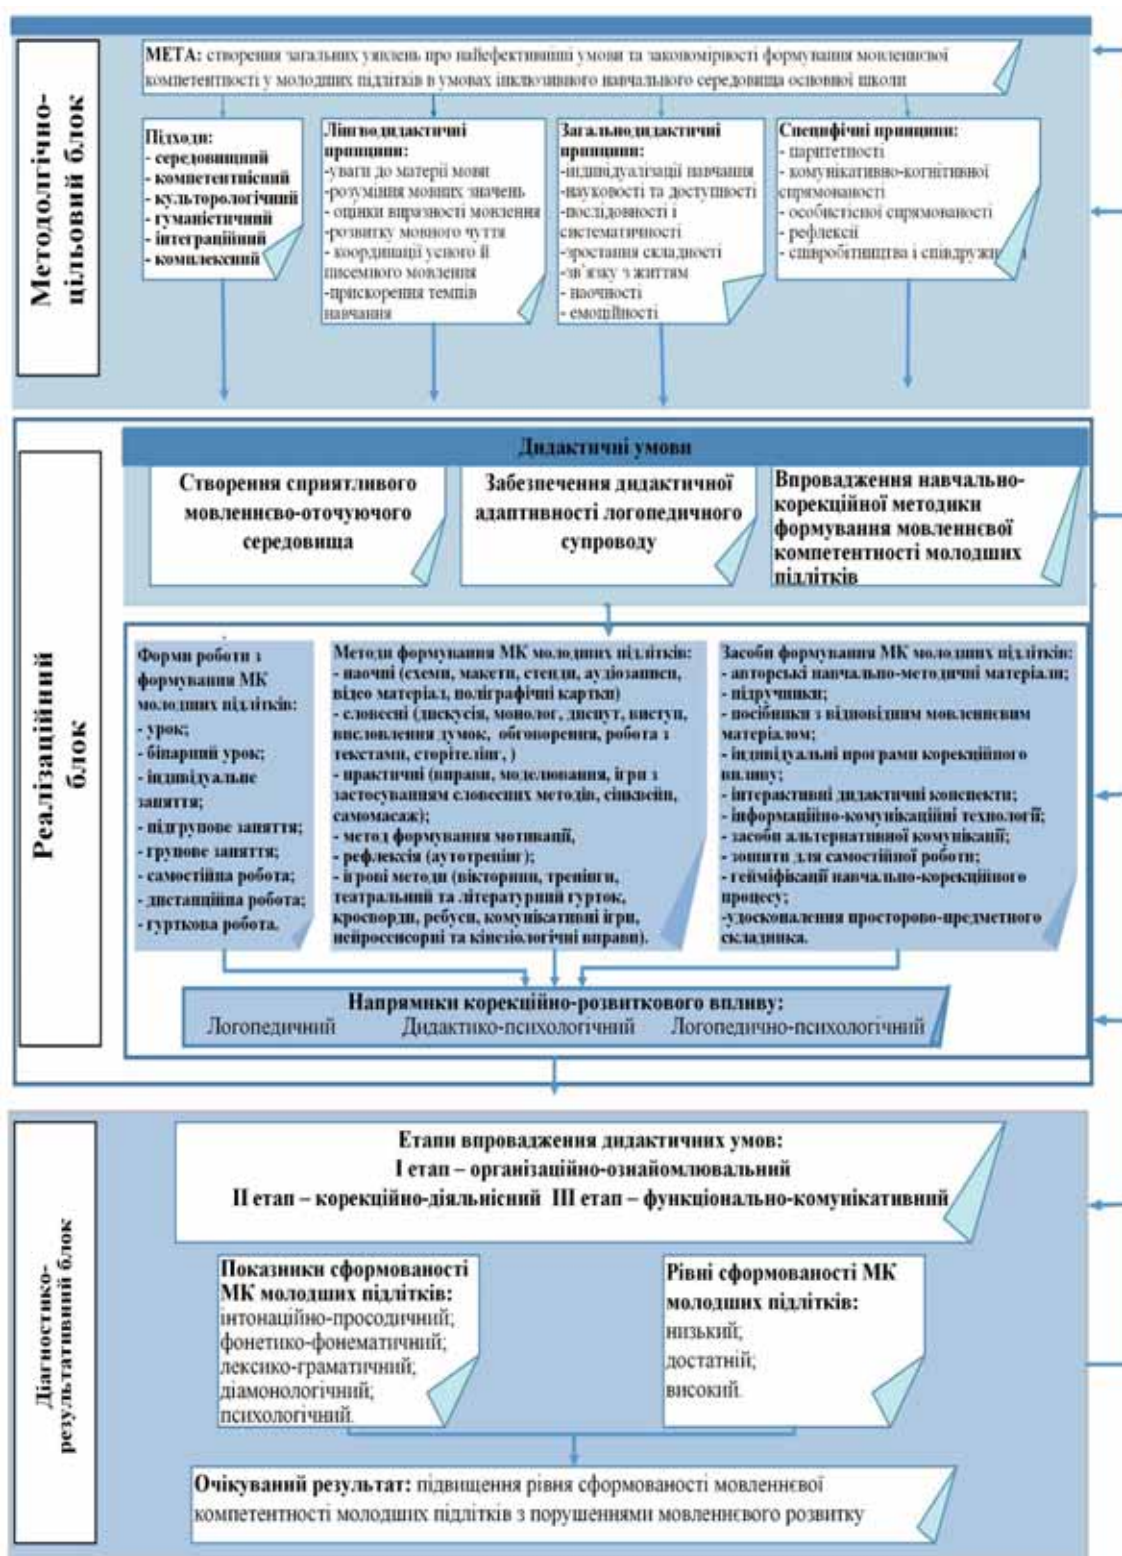 Методологічно-
цільовий блок
МЕТА: створення загальних уявлень про найефективніші умови та закономірності формування мовленнєвої
компетентності у молодших підлітків в умовах інклюзивного навчального середовища основної школи
Підходи:
- середовищний
- компетентнісний
- культорологічний
- гуманістичний
- інтеграційний
- комплексний
Лінгводидактичні
принципи:
-уваги до матерії мови
-розуміння мовних значень
- оцінки виразності мовлення
-розвитку мовного чуття
- координації усного й
писемного мовлення
-прискорення темпів
навчання
Загальнодидактичні
принципи:
-індивідуалізації навчання
-науковості та доступності
-послідовності і
систематичності
-зростання складності
-зв'язку з життям
- наочності
- емоційності
Специфічні принципи:
- паритетності
- комунікативно-когнітивної
спрямованості
- особистісної спрямованості
- рефлексії
- співробітництва і
Реалізаційний
блок
Дидактичні умови
Створення сприятливого
мовленнєво-оточуючого
середовища
Забезпечення дидактичної
адаптивності логопедичного
супроводу
Впровадження навчально-
корекційної методики
формування мовленнєвої
компетентності молодших
підлітків
Форми роботи з
формування МК
молодших підлітків:
- урок;
- бінарний урок;
- індивідуальне
заняття;
- підгрупове заняття;
- групове заняття;
- самостійна робота;
- дистанційна робота;
- гурткова робота.
Методи формування МК молодших підлітків:
- наочні (схеми, макети, стенди, аудіозаписи,
відео матеріал, поліграфічні картки)
- словесні (дискусія, монолог, диспут, виступ,
висловлення думок, обговорення, робота з
текстами, сторітелінг, )
- практичні (вправи, моделювання, ігри з
застосуванням словесних методів, сінквейн,
самомасаж);
- метод формування мотивації,
- рефлексія (аутотренінг);
- ігрові методи (вікторини, тренінги,
театральний та літературний гурток,
кросворди, ребуси, комунікативні ігри,
нейросенсорні та кінезіологічні вправи).
Засоби формування МК молодших підлітків:
- авторські навчально-методичні матеріали;
- підручники;
- посібники з відповідним мовленнєвим
матеріалом;
- індивідуальні програми корекційного
впливу;
- інтерактивні дидактичні конспекти;
- інформаційно-комунікаційні технології;
- засоби альтернативної комунікації;
- зошити для самостійної роботи;
- гейміфікації навчально-корекційного
процесу;
-удосконалення просторово-предметного
складника.
Напрямики корекційно-розвиткового впливу:
Логопедичний Дидактико-психологічний Логопедично-психологічний
Діагностико-
результативний блок
Етапи впровадження дидактичних умов:
І етап – організаційно-ознайомлювальний
ІІ етап – корекційно-діяльнісний ІІІ етап – функціонально-комунікативний
Показники сформованості
МК молодших підлітків:
інтонаційно-просодичний;
фонетико-фонематичний;
лексико-граматичний;
діамонологічний;
психологічний.
Рівні сформованості МК
молодших підлітків:
низький;
достатній;
високий.
Очікуваний результат: підвищення рівня сформованості мовленнєвої
компетентності молодших підлітків з порушеннями мовленнєвого розвитку